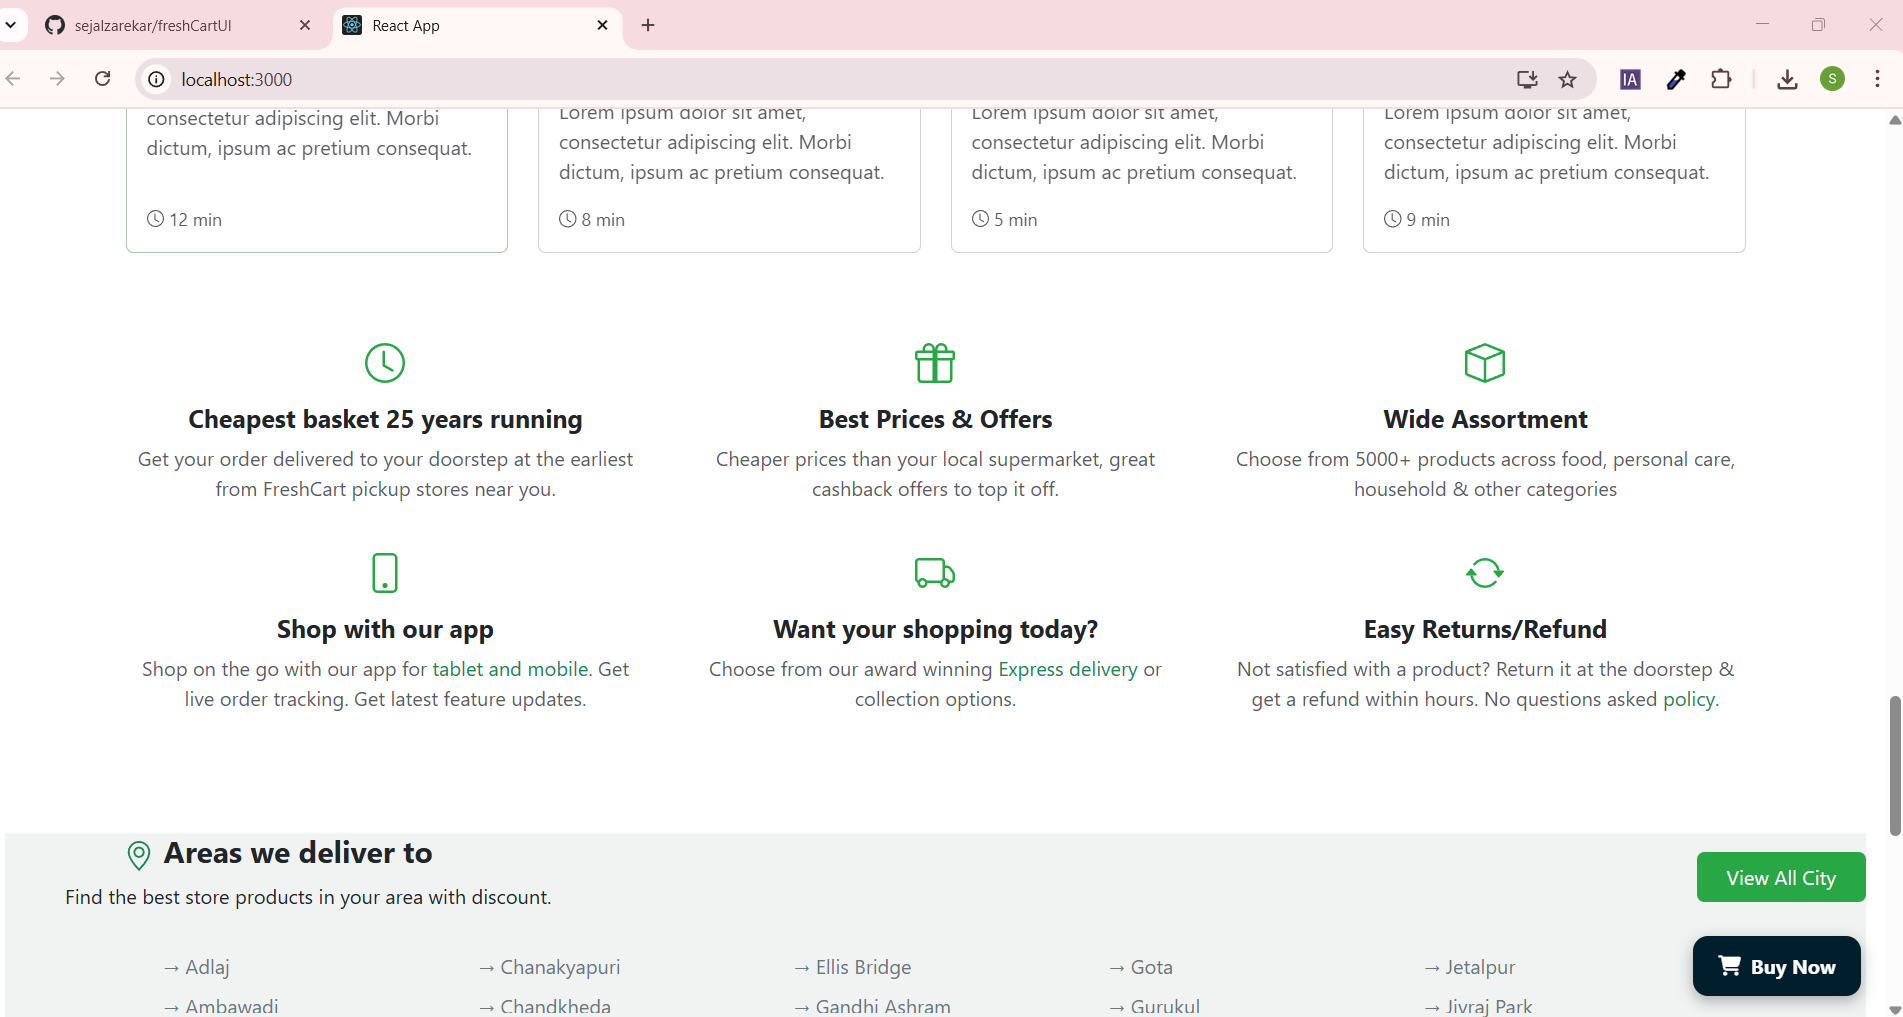 sejalzarekar/freshCartUI
React App
localhost:3000
IA
S
consectetur adipiscing elit. Morbi
dictum, ipsum ac pretium consequat.
12 min
Lorem ipsum dolor sit amet,
consectetur adipiscing elit. Morbi
dictum, ipsum ac pretium consequat.
8 min
Lorem ipsum dolor sit amet,
consectetur adipiscing elit. Morbi
dictum, ipsum ac pretium consequat.
5 min
Lorem ipsum dolor sit amet,
consectetur adipiscing elit. Morbi
dictum, ipsum ac pretium consequat.
9 min
Cheapest basket 25 years running
Get your order delivered to your doorstep at the earliest
from FreshCart pickup stores near you.
Best Prices & Offers
Cheaper prices than your local supermarket, great
cashback offers to top it off.
Wide Assortment
Choose from 5000+ products across food, personal care,
household & other categories
Shop with our app
Shop on the go with our app for tablet and mobile. Get
live order tracking. Get latest feature updates.
Want your shopping today?
Choose from our award winning Express delivery or
collection options.
Easy Returns/Refund
Not satisfied with a product? Return it at the doorstep &
get a refund within hours. No questions asked policy.
Areas we deliver to
Find the best store products in your area with discount.
View All City
→ Adlaj
→ Chanakyapuri
→ Ellis Bridge
→ Gota
→ Jetalpur
Buy Now
→ Ambawadi
→ Chandkheda
→ Gandhi Ashram
→ Gurukul
→ Jivraj Park